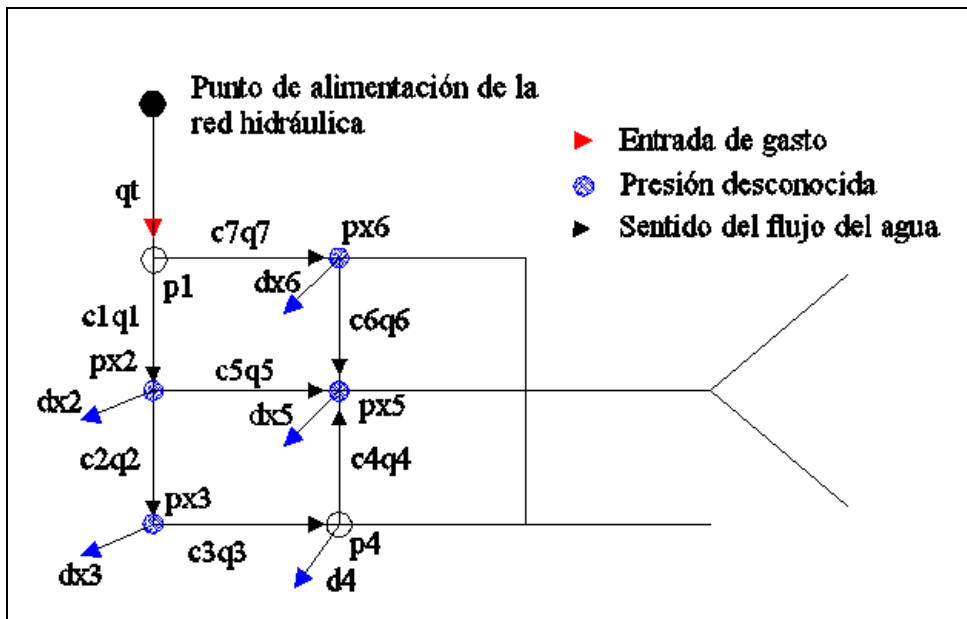 Punto de alimentación de la
red hidráulica
Entrada de gasto
Presión desconocida
Sentido del flujo del agua
qt
c7q7
px6
p1
dx6
c1q1
c6q6
px2
c5q5
dx2
dx5
px5
c2q2
c4q4
px3
c3q3
p4
dx3
d4